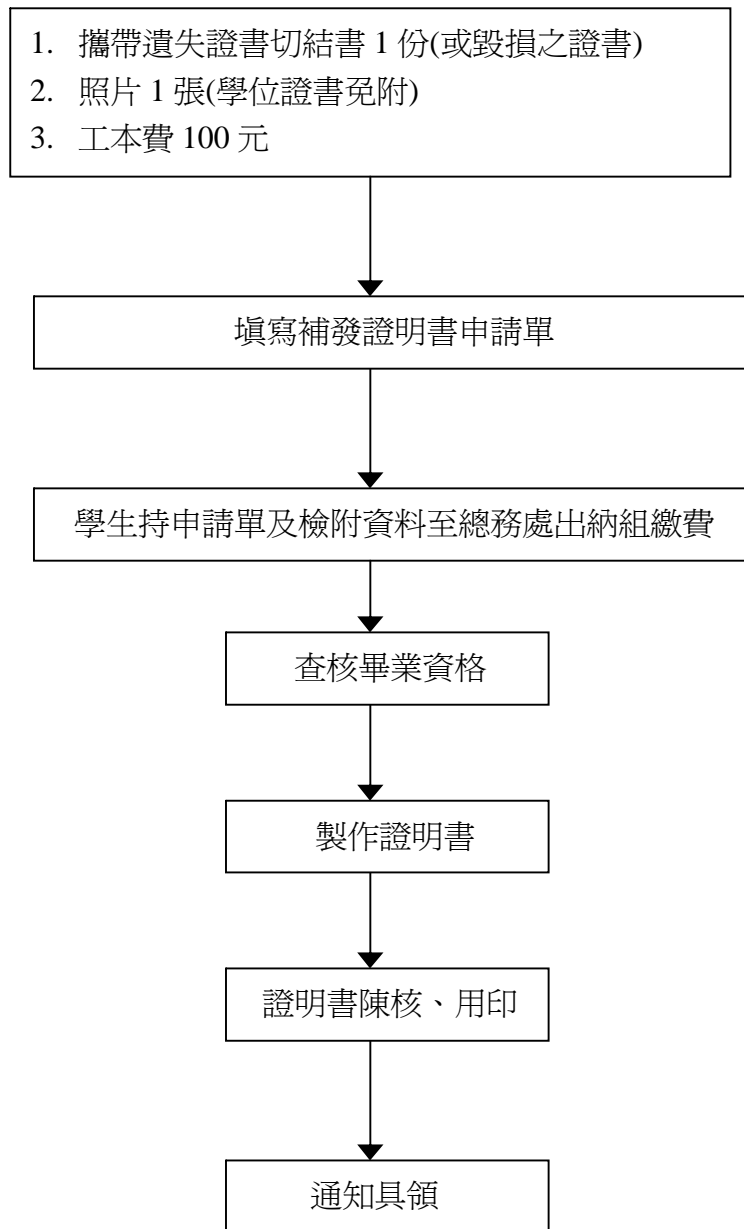 1. 攜帶遺失證書切結書 1 份(或毀損之證書)
2. 照片 1 張(學位證書免附)
3. 工本費 100 元
填寫補發證明書申請單
學生持申請單及檢附資料至總務處出納組繳費
查核畢業資格
製作證明書
證明書陳核、用印
通知具領